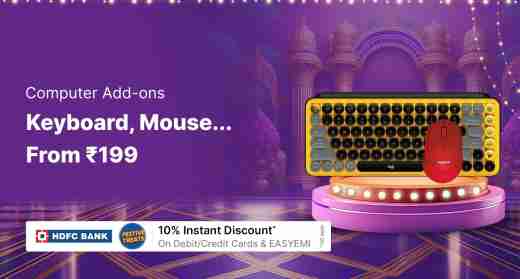 Computer Add-ons
Keyboard, Mouse...
From ₹199
HDFC BANK
FESTIVE TREATS
10% Instant Discount*
On Debit/Credit Cards & EASYEMI